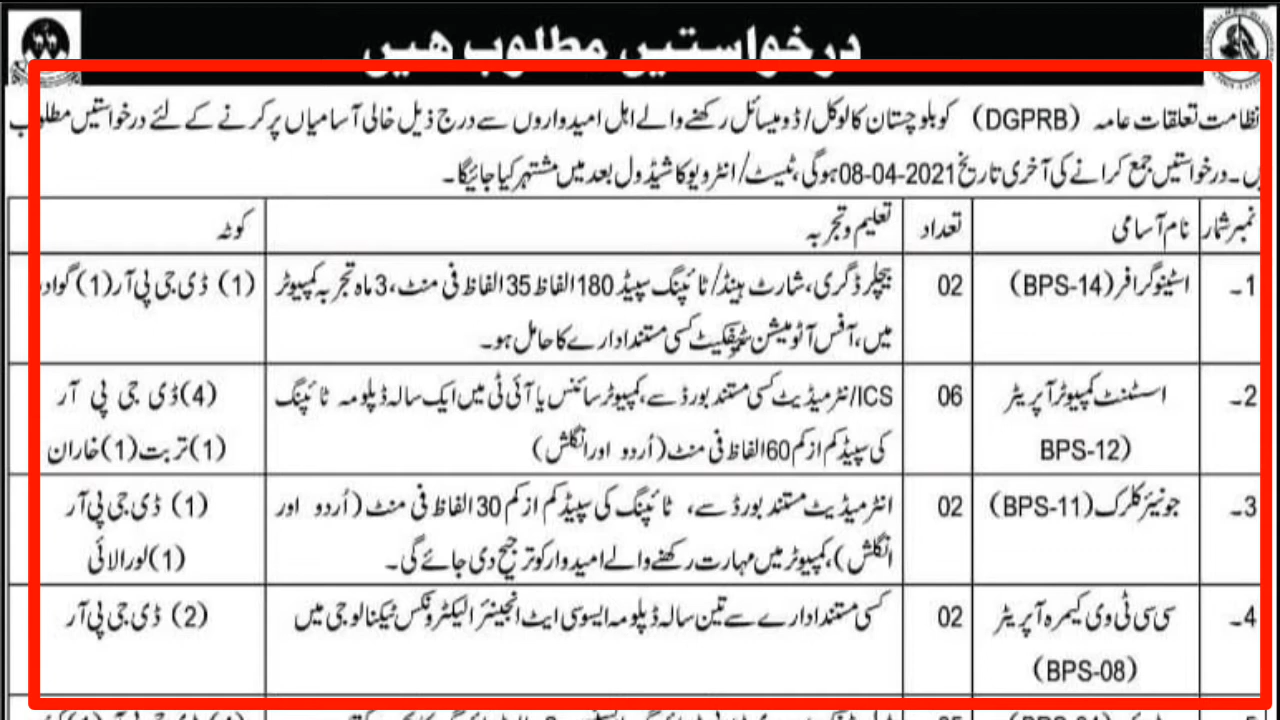 درخواستیں مطلوب ھیں
نظامت تعلقات عامہ (DGPRB) کو بلوچستان کا لوکل/ڈومیسائل رکھنے والے اہل امیدواروں سے درج ذیل خالی آسامیاں پر کرنے کے لئے درخواستیں مطلوب
درخواستیں جمع کرانے کی آخری تاریخ 08-04-2021 ہوگی، ٹیسٹ/انٹرویو کا شیڈول بعد میں مشتہر کیا جائیگا۔
نمبر شمار نام آسامی تعداد تعلیم و تجربہ کوٹہ
1۔ اسٹینوگرافر (BPS-14) 02 بیچلر ڈگری، شارٹ ہینڈ/ٹائپنگ سپیڈ 180 الفاظ 35 الفاظ فی منٹ، 3 ماہ تجربہ کمپیوٹر (1) ڈی جی پی آر (1) گوادر
میں، آفس آٹومیشن سٹیفکیٹ کسی مستند ادارے کا حامل ہو۔
2۔ اسسٹنٹ کمپیوٹر آپریٹر 06 ICS/انٹرمیڈیٹ کسی مستند بورڈ سے، کمپیوٹر سائنس یا آئی ٹی میں ایک سالہ ڈپلومہ ٹائپنگ (4) ڈی جی پی آر
BPS-12) کی سپیڈ کم از کم 60 الفاظ فی منٹ (اُردو اور انگلش) (1) تربت (1) خاران
3۔ جونیئر کلرک (BPS-11) 02 انٹرمیڈیٹ مستند بورڈ سے، ٹائپنگ کی سپیڈ کم از کم 30 الفاظ فی منٹ (اُردو اور (1) ڈی جی پی آر
انگلش)، کمپیوٹر میں مہارت رکھنے والے امیدوار کو ترجیح دی جائے گی۔ (1) لورالائی
4۔ سی سی ٹی وی کیمرہ آپریٹر 02 کسی مستند ادارے سے تین سالہ ڈپلومہ ایسوسی ایٹ انجینئر الیکٹرونکس ٹیکنالوجی میں (2) ڈی جی پی آر
(BPS-08)